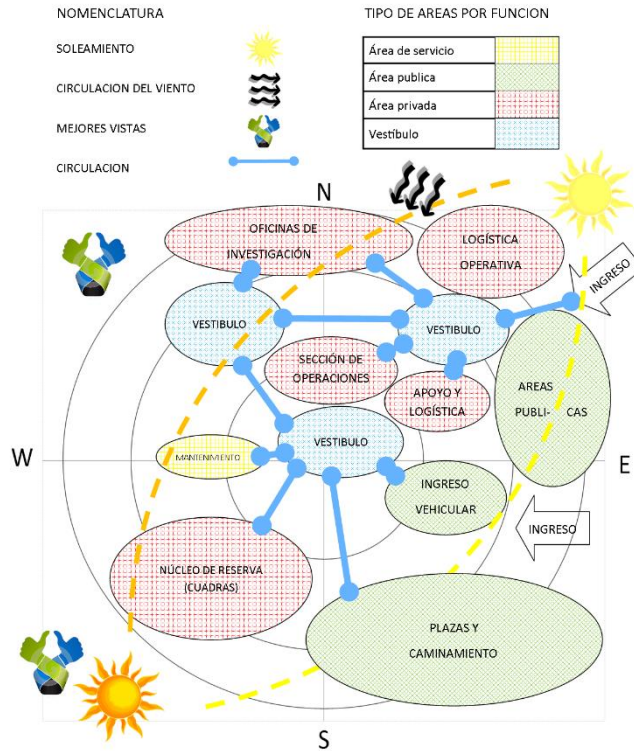 NOMENCLATURA
TIPO DE AREAS POR FUNCION
SOLEAMIENTO
CIRCULACION DEL VIENTO
MEJORES VISTAS
CIRCULACION
Área de servicio
Área publica
Área privada
Vestíbulo
N
OFICINAS DE
INVESTIGACIÓN
LOGÍSTICA
OPERATIVA
INGRESO
VESTIBULO
VESTIBULO
SECCIÓN DE
OPERACIONES
APOYO Y
LOGÍSTICA
AREAS
PUBLI- CAS
W
VESTIBULO
MANTENIMIENTO
E
INGRESO
VEHICULAR
INGRESO
NÚCLEO DE RESERVA
(CUADRAS)
PLAZAS Y
CAMINAMIENTO
S